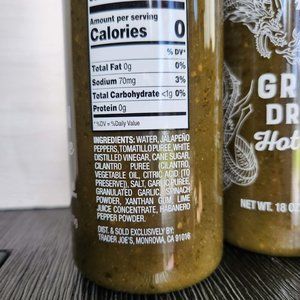 Amount per serving
Calories 0
% DV*
Total Fat 0g 0%
Sodium 70mg 3%
Total Carbohydrate <1g 0%
Protein 0g
*%DV = %Daily Value
INGREDIENTS: WATER, JALAPEÑO
PEPPERS, TOMATILLO PUREE, WHITE
DISTILLED VINEGAR, CANE SUGAR,
CILANTRO PUREE (CILANTRO,
VEGETABLE OIL, CITRIC ACID (TO
PRESERVE)), SALT, GARLIC PUREE,
GRANULATED GARLIC, SPINACH
POWDER, XANTHAN GUM, LIME
JUICE CONCENTRATE, HABANERO
PEPPER POWDER.
DIST. & SOLD EXCLUSIVELY BY:
TRADER JOE'S, MONROVIA, CA 91016
GR
DR
Hot
NET WT. 18 O